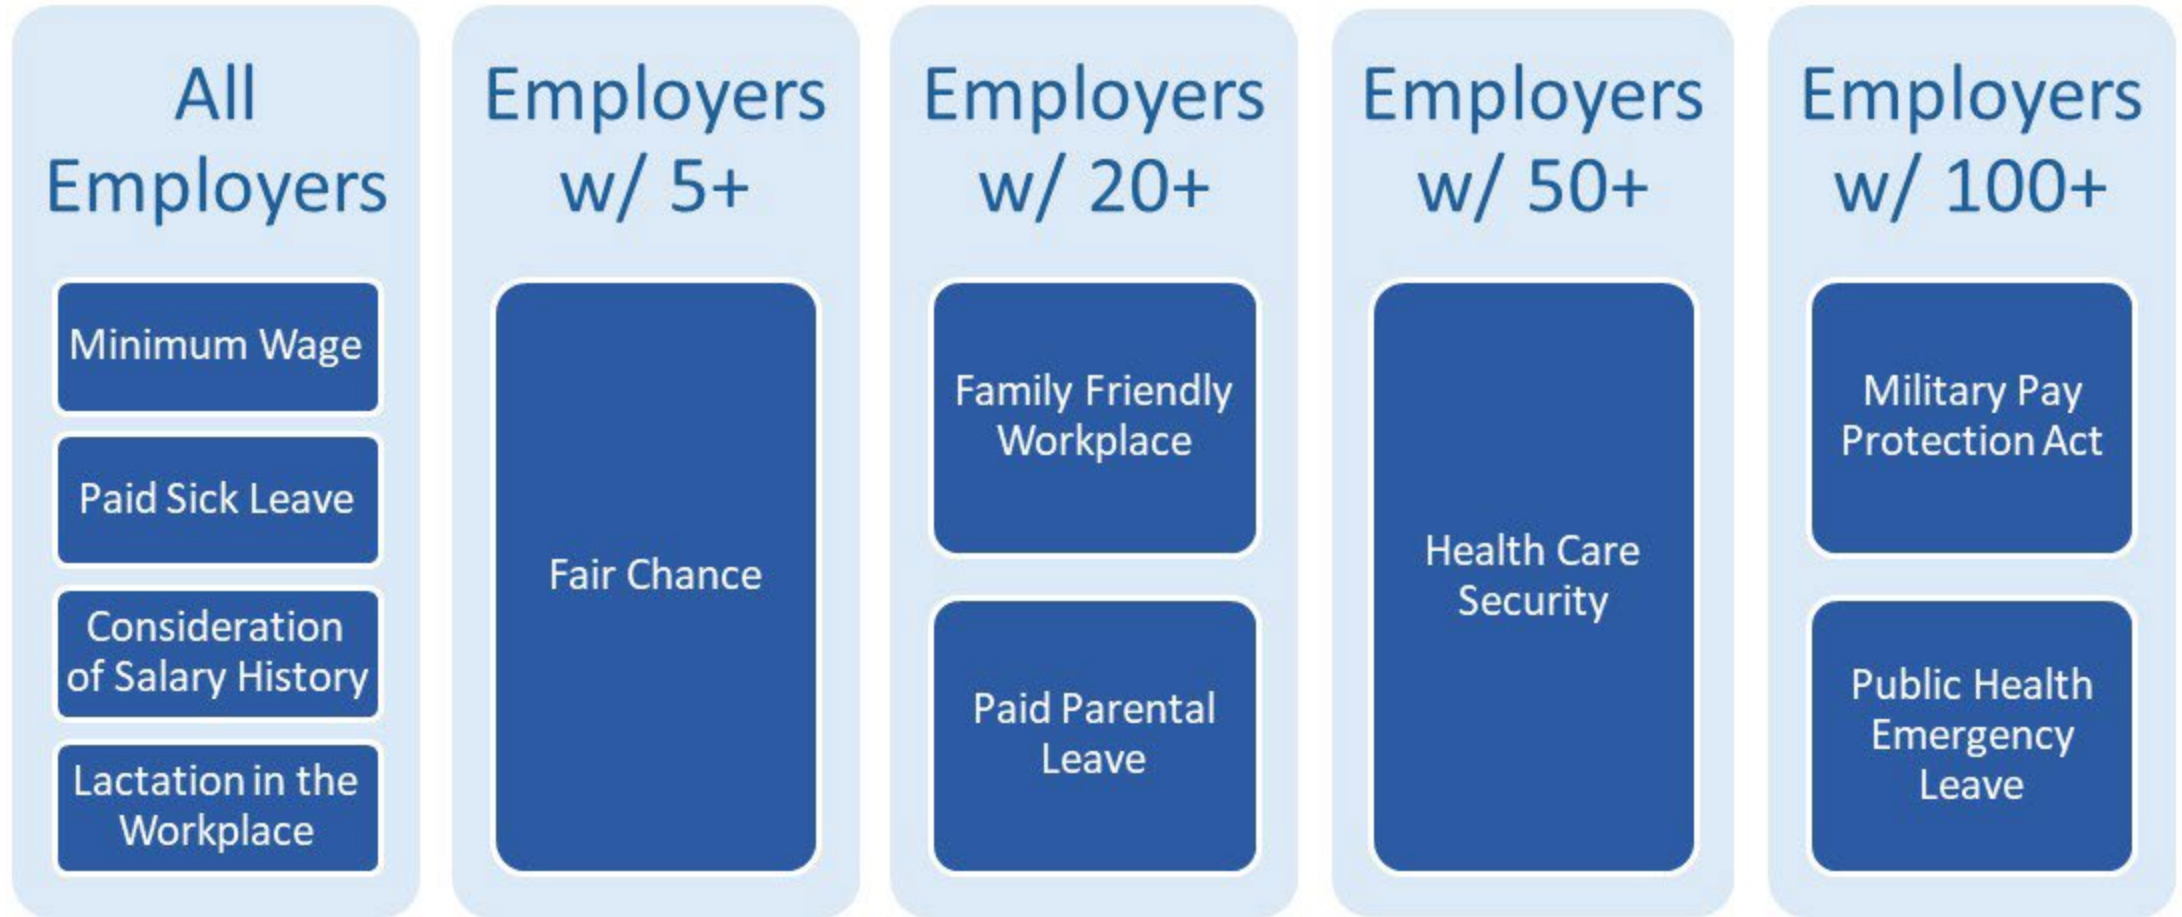 All
Employers
Minimum Wage
Paid Sick Leave
Consideration
of Salary History
Lactation in the
Workplace
Employers
w/ 5+
Fair Chance
Employers
w/ 20+
Family Friendly
Workplace
Paid Parental
Leave
Employers
w/ 50+
Health Care
Security
Employers
w/ 100+
Military Pay
Protection Act
Public Health
Emergency
Leave